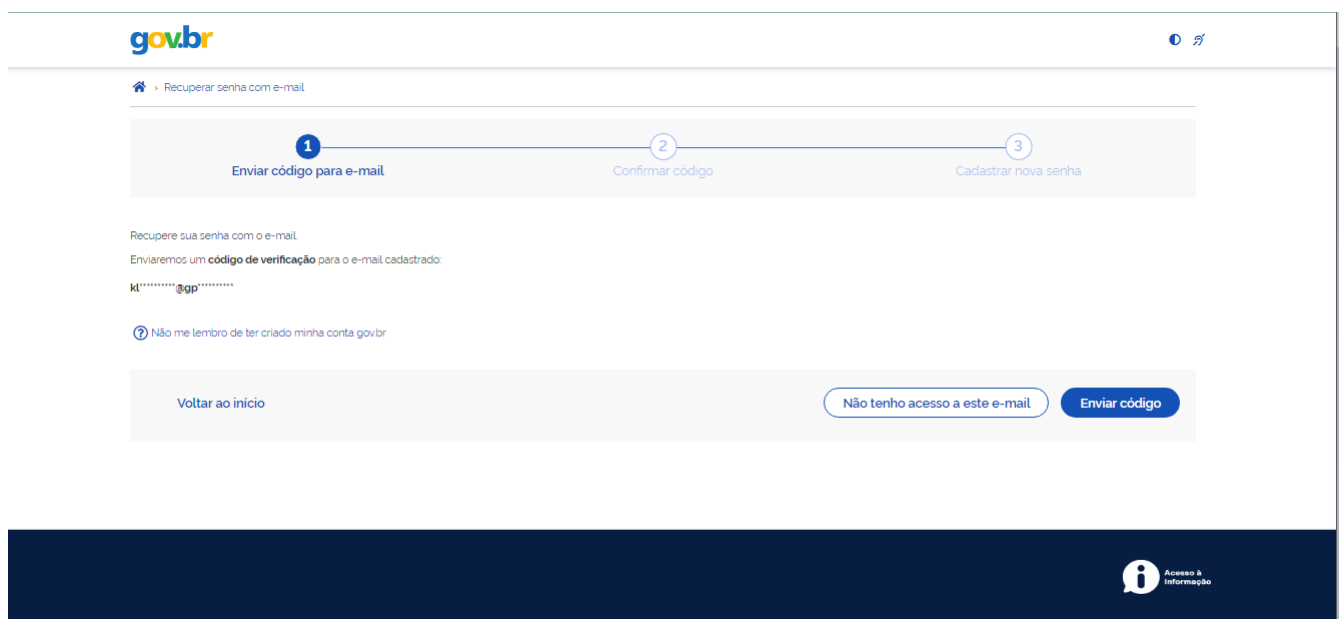 gov.br
> Recuperar senha com e-mail
1
2
3
Enviar código para e-mail
Confirmar código
Cadastrar nova senha
Recupere sua senha com o e-mail.
Enviaremos um código de verificação para o e-mail cadastrado:
kl**********@gp**********
? Não me lembro de ter criado minha conta gov.br
Voltar ao início
Não tenho acesso a este e-mail
Enviar código
Acesso à
Informação